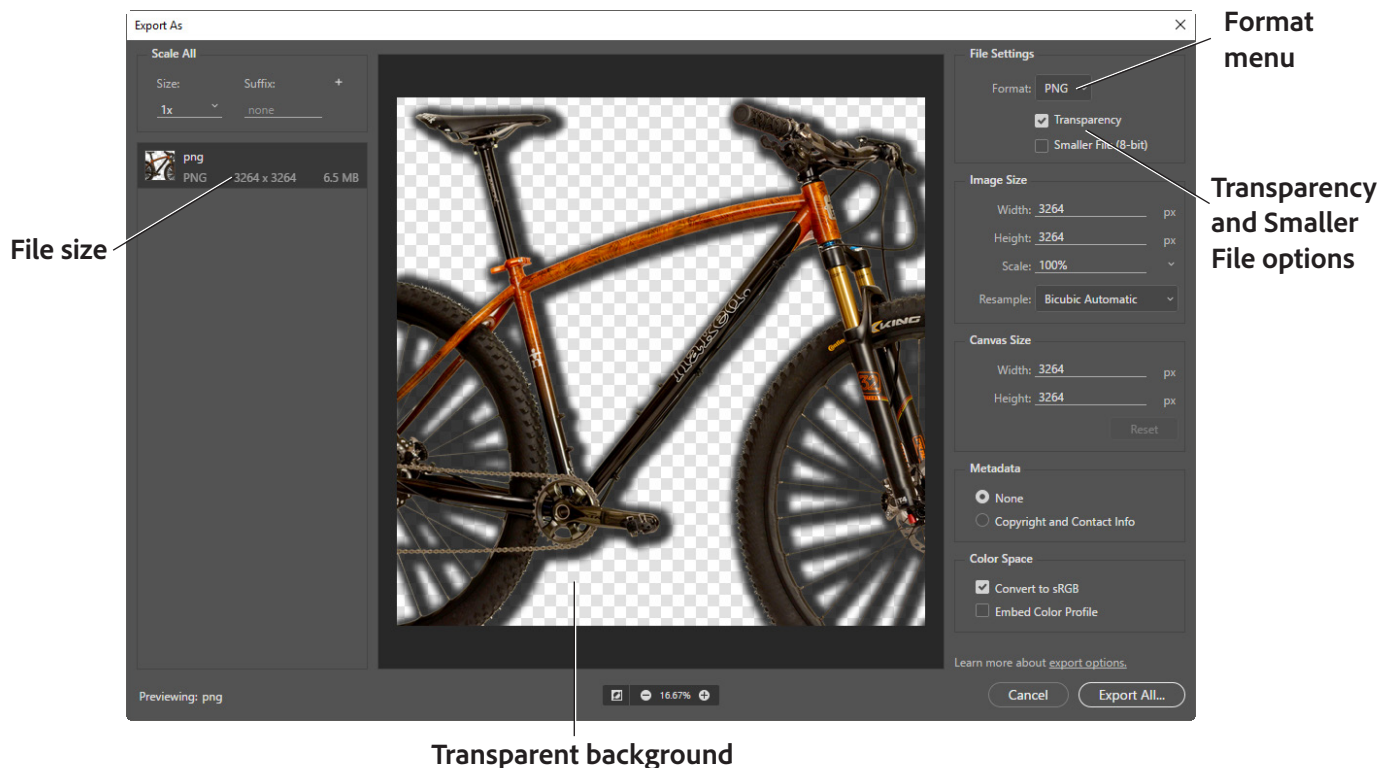 Export As
Format
menu
Scale All
Size:
Suffix:
+
1x
none
png
PNG
3264 x 3264
6.5 MB
File size
KING
Continental
File Settings
Format:
PNG
Transparency
Smaller File (8-bit)
Image Size
Width:
3264
px
Height:
3264
px
Scale:
100%
Resample:
Bicubic Automatic
Canvas Size
Width:
3264
px
Height:
3264
px
Reset
Metadata
None
Copyright and Contact Info
Color Space
Convert to sRGB
Embed Color Profile
Learn more about export options.
Transparency
and Smaller
File options
Previewing: png
16.67%
Cancel
Export All...
Transparent background